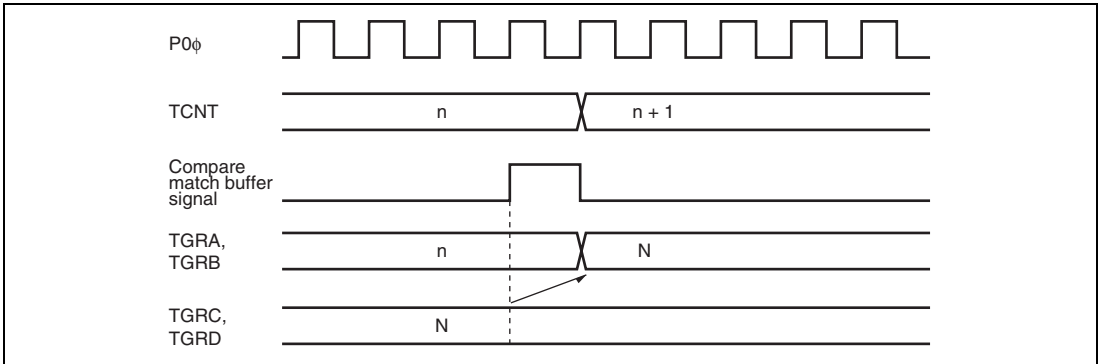 P0ϕ
TCNT n n + 1
Compare
match buffer
signal
TGRA,
TGRB n N
TGRC,
TGRD N